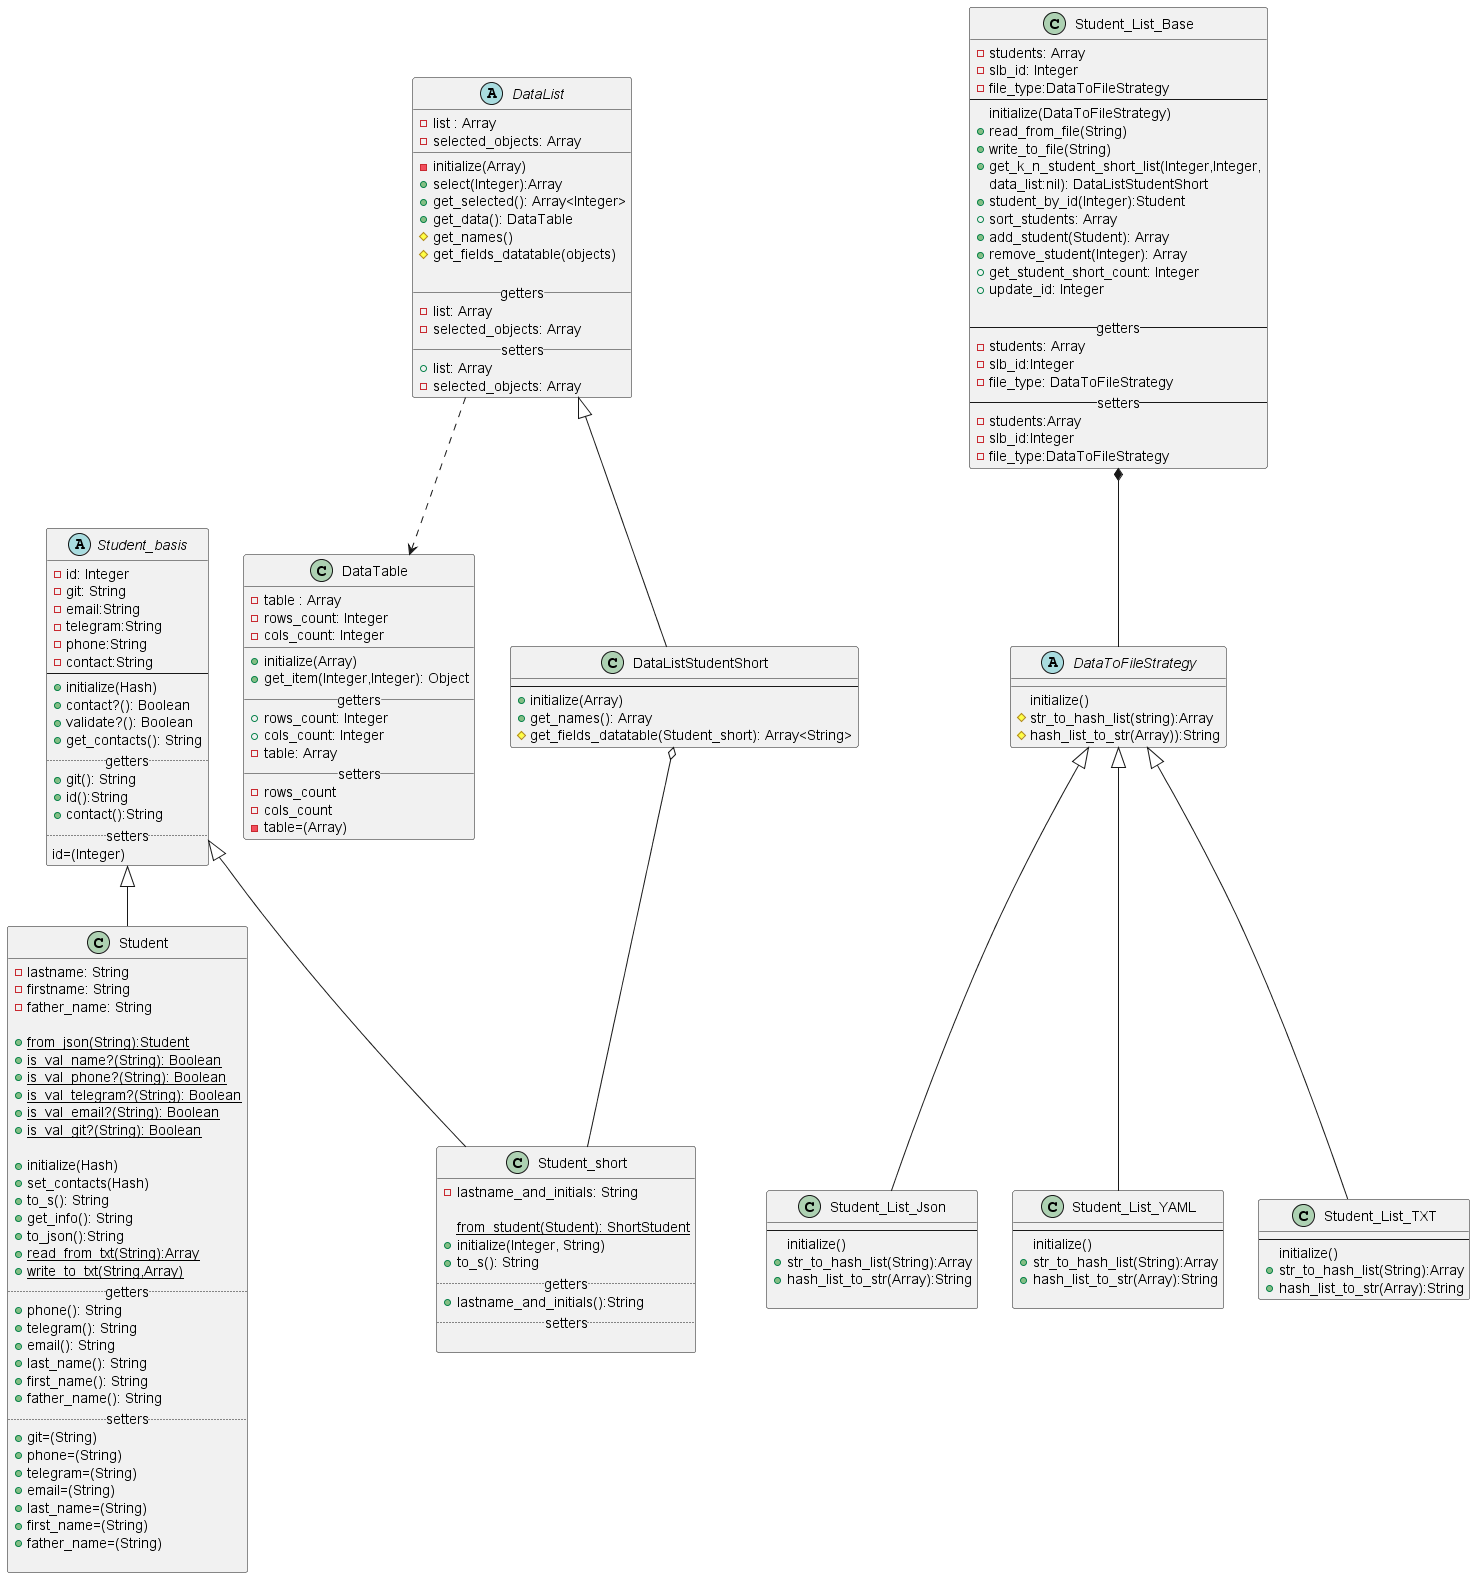 C Student_List_Base
students: Array
slb_id: Integer
file_type:DataToFileStrategy
initialize(DataToFileStrategy)
read_from_file(String)
write_to_file(String)
get_k_n_student_short_list(Integer,Integer,
data_list:nil): DataListStudentShort
student_by_id(Integer):Student
sort_students: Array
add_student(Student): Array
remove_student(Integer): Array
get_student_short_count: Integer
update_id: Integer
getters
students: Array
slb_id:Integer
file_type: DataToFileStrategy
setters
students:Array
slb_id:Integer
file_type:DataToFileStrategy
A DataList
list : Array
selected_objects: Array
initialize(Array)
select(Integer):Array
get_selected(): Array<Integer>
get_data(): DataTable
get_names()
get_fields_datatable(objects)
getters
list: Array
selected_objects: Array
setters
list: Array
selected_objects: Array
A Student_basis
id: Integer
git: String
email:String
telegram:String
phone:String
contact:String
initialize(Hash)
contact?(): Boolean
validate?(): Boolean
get_contacts(): String
getters
git(): String
id():String
contact():String
setters
id=(Integer)
C DataTable
table : Array
rows_count: Integer
cols_count: Integer
initialize(Array)
get_item(Integer,Integer): Object
getters
rows_count: Integer
cols_count: Integer
table: Array
setters
rows_count
cols_count
table=(Array)
C DataListStudentShort
initialize(Array)
get_names(): Array
get_fields_datatable(Student_short): Array<String>
A DataToFileStrategy
initialize()
str_to_hash_list(string):Array
hash_list_to_str(Array)):String
C Student
lastname: String
firstname: String
father_name: String
from_json(String):Student
is_val_name?(String): Boolean
is_val_phone?(String): Boolean
is_val_telegram?(String): Boolean
is_val_email?(String): Boolean
is_val_git?(String): Boolean
initialize(Hash)
set_contacts(Hash)
to_s(): String
get_info(): String
to_json():String
read_from_txt(String):Array
write_to_txt(String,Array)
getters
phone(): String
telegram(): String
email(): String
last_name(): String
first_name(): String
father_name(): String
setters
git=(String)
phone=(String)
telegram=(String)
email=(String)
last_name=(String)
first_name=(String)
father_name=(String)
C Student_short
lastname_and_initials: String
from_student(Student): ShortStudent
initialize(Integer, String)
to_s(): String
getters
lastname_and_initials():String
setters
C Student_List_Json
initialize()
str_to_hash_list(String):Array
hash_list_to_str(Array):String
C Student_List_YAML
initialize()
str_to_hash_list(String):Array
hash_list_to_str(Array):String
C Student_List_TXT
initialize()
str_to_hash_list(String):Array
hash_list_to_str(Array):String